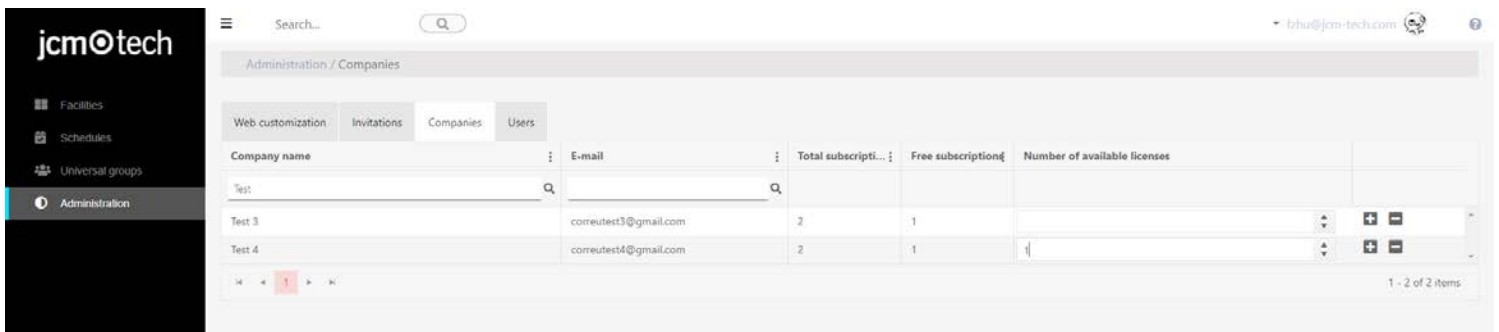 jcm tech
Search...
fzhu@jcm-tech.com
Administration / Companies
Facilities
Schedules
Universal groups
Administration
Web customization Invitations Companies Users
Company name E-mail Total subscripti... Free subscriptions Number of available licenses
Test
Test 3 correutest3@gmail.com 2 1
Test 4 correutest4@gmail.com 2 1 1
1 1 - 2 of 2 items